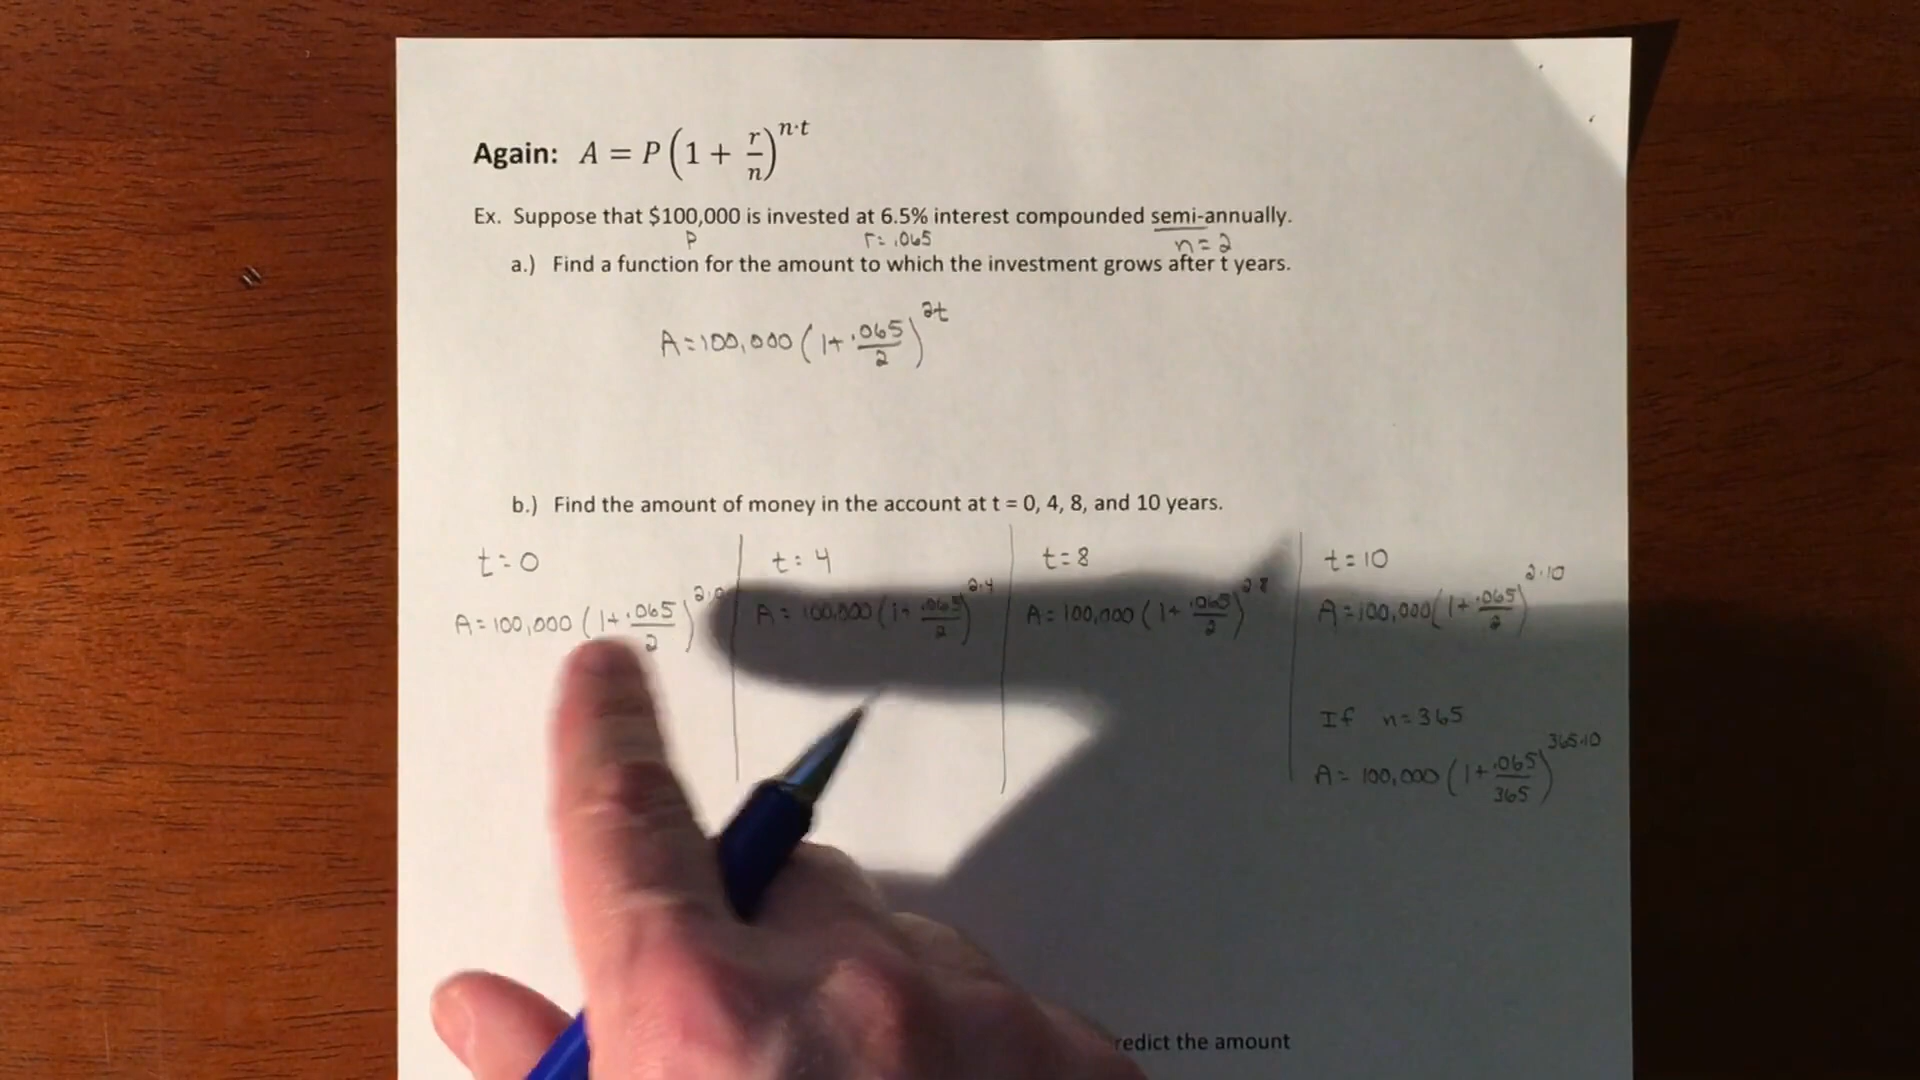 Again: A = P(1 + r/n)^n·t
Ex. Suppose that $100,000 is invested at 6.5% interest compounded semi-annually.
P r=.065 n=2
a.) Find a function for the amount to which the investment grows after t years.
A=100,000(1+.065/2)^2t
b.) Find the amount of money in the account at t = 0, 4, 8, and 10 years.
t=0
A=100,000(1+.065/2)^2·0
t=4
A=100,000(1+.065/2)^2·4
t=8
A=100,000(1+.065/2)^2·8
t=10
A=100,000(1+.065/2)^2·10
If n=365
A=100,000(1+.065/365)^365·10
the amount